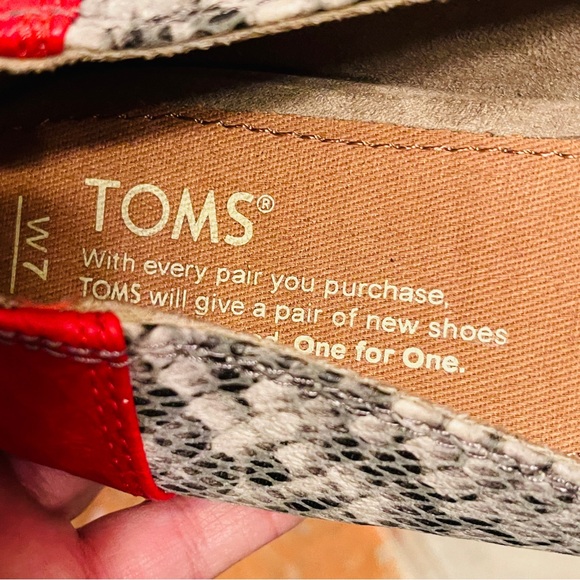 TOMS®
With every pair you purchase,
TOMS will give a pair of new shoes
One for One.
W7